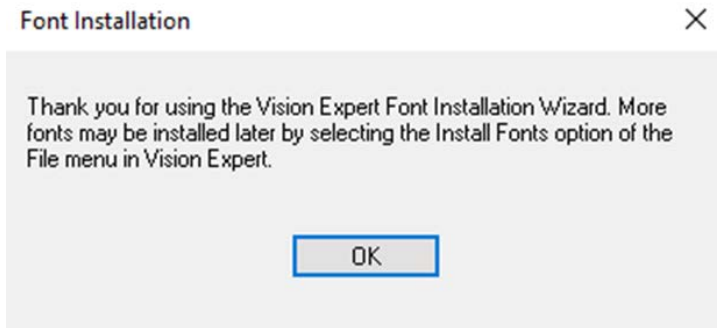 Font Installation
Thank you for using the Vision Expert Font Installation Wizard. More
fonts may be installed later by selecting the Install Fonts option of the
File menu in Vision Expert.
OK